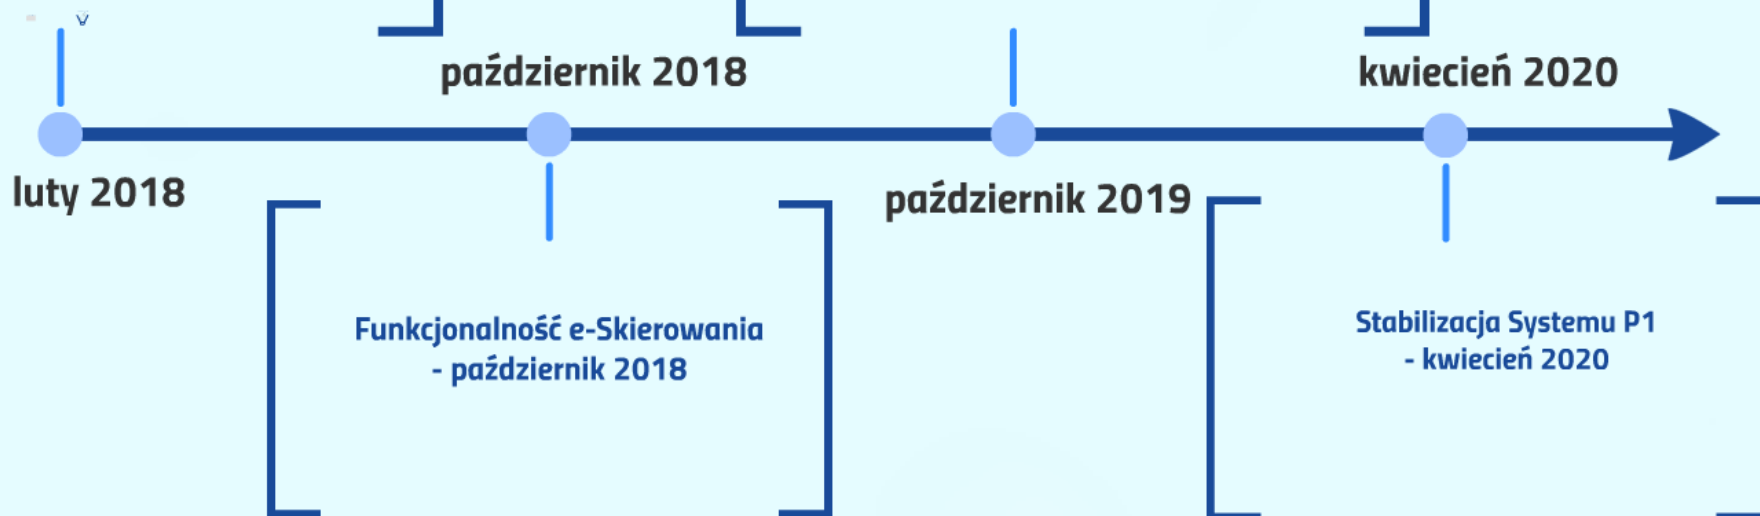 październik 2018
kwiecień 2020
luty 2018
październik 2019
Funkcjonalność e-Skierowania
- październik 2018
Stabilizacja Systemu P1
- kwiecień 2020